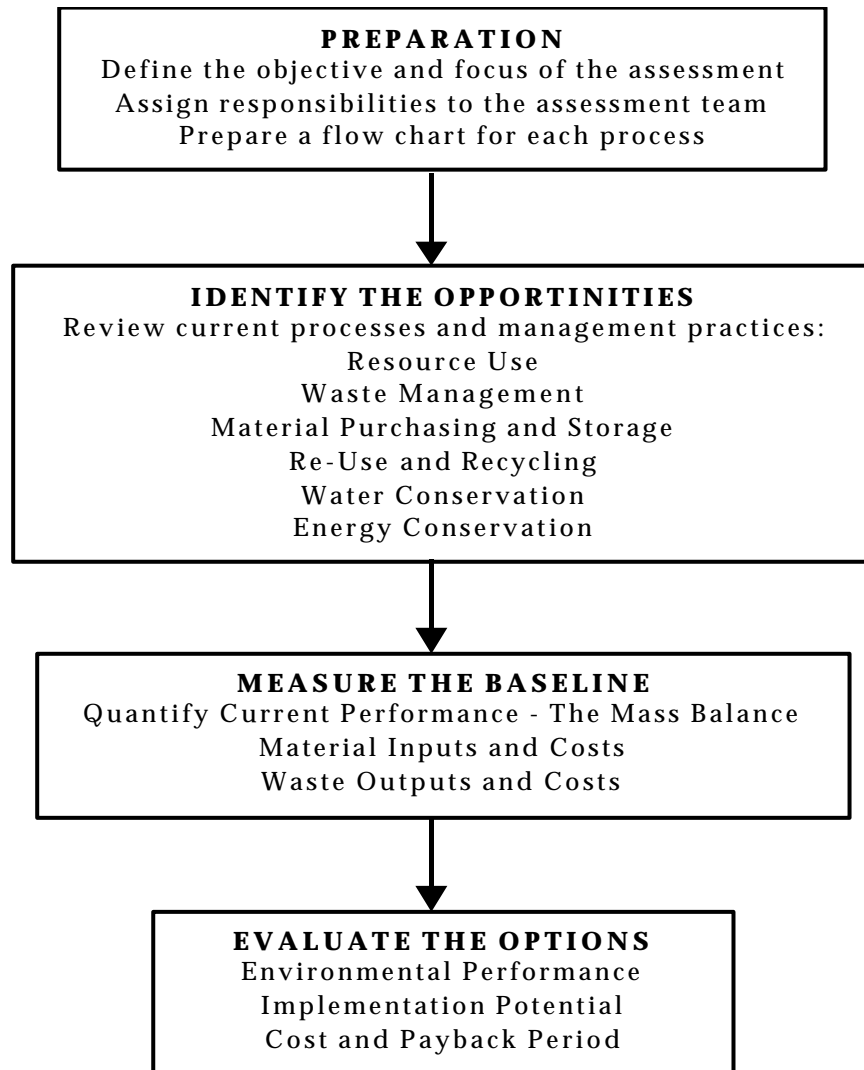 PREPARATION
Define the objective and focus of the assessment
Assign responsibilities to the assessment team
Prepare a flow chart for each process
IDENTIFY THE OPPORTINITIES
Review current processes and management practices:
Resource Use
Waste Management
Material Purchasing and Storage
Re-Use and Recycling
Water Conservation
Energy Conservation
MEASURE THE BASELINE
Quantify Current Performance - The Mass Balance
Material Inputs and Costs
Waste Outputs and Costs
EVALUATE THE OPTIONS
Environmental Performance
Implementation Potential
Cost and Payback Period